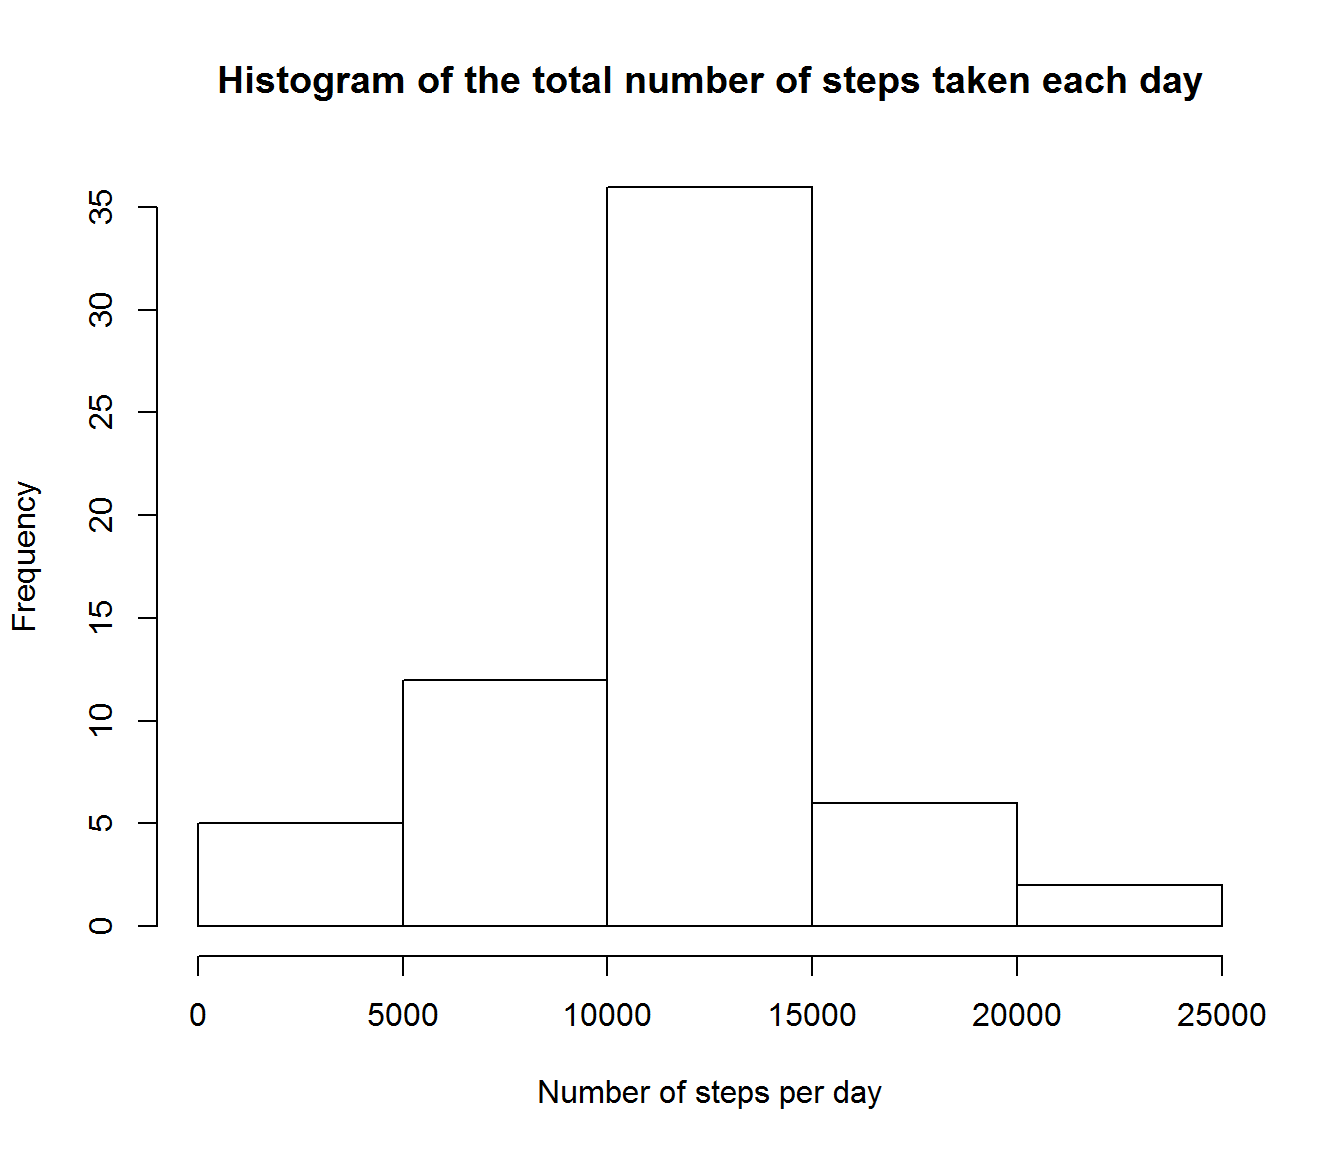 Histogram of the total number of steps taken each day
35
30
25
20
15
10
5
0
Frequency
0 5000 10000 15000 20000 25000
Number of steps per day